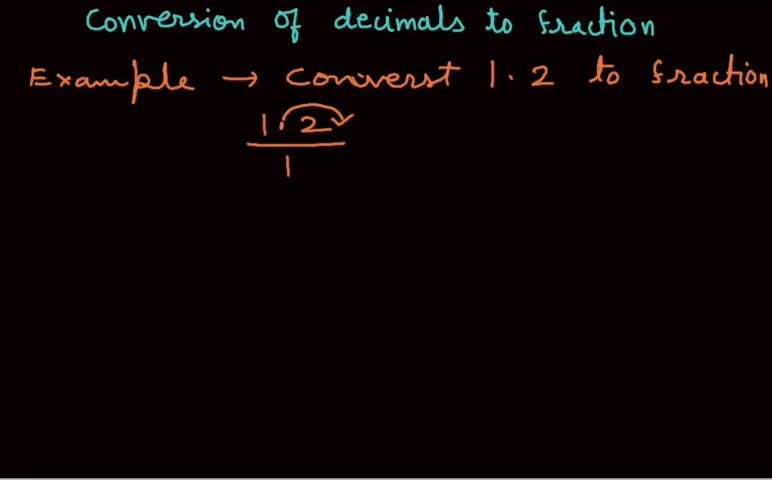 Conversion of decimals to fraction
Example → Converst 1.2 to fraction
1.2
1